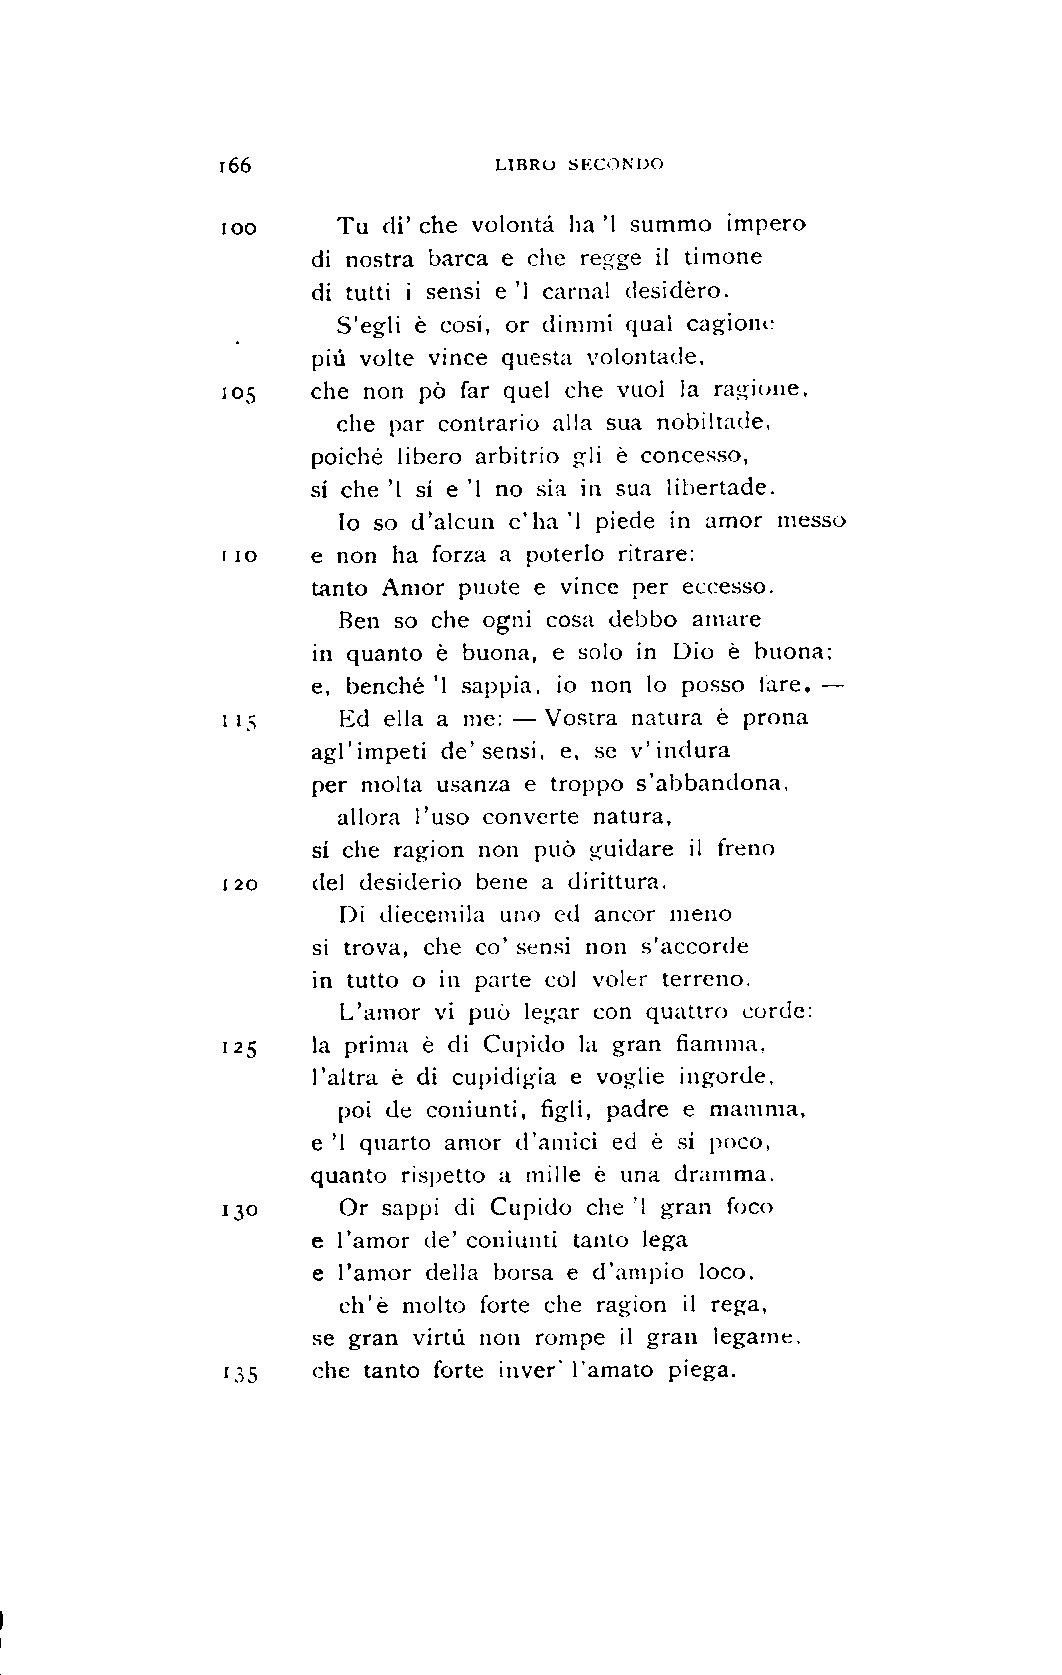 166 LIBRO SECONDO
100 Tu di' che volontá ha 'l summo impero
di nostra barca e che regge il timone
di tutti i sensi e 'l carnal desidèro.
S'egli è cosí, or dimmi qual cagione
piú volte vince questa volontade,
105 che non pò far quel che vuol la ragione,
che par contrario alla sua nobiltade,
poiché libero arbitrio gli è concesso,
sí che 'l sí e 'l no sia in sua libertade.
Io so d'alcun c'ha 'l piede in amor messo
110 e non ha forza a poterlo ritrare:
tanto Amor puote e vince per eccesso.
Ben so che ogni cosa debbo amare
in quanto è buona, e solo in Dio è buona;
e, benché 'l sappia, io non lo posso fare. —
115 Ed ella a me: — Vostra natura è prona
agl'impeti de' sensi, e, se v'indura
per molta usanza e troppo s'abbandona,
allora l'uso converte natura,
sí che ragion non può guidare il freno
120 del desiderio bene a dirittura.
Di diecemila uno ed ancor meno
si trova, che co' sensi non s'accorde
in tutto o in parte col voler terreno.
L'amor vi può legar con quattro corde:
125 la prima è di Cupido la gran fiamma,
l'altra è di cupidigia e voglie ingorde,
poi de coniunti, figli, padre e mamma,
e 'l quarto amor d'amici ed è sí poco,
quanto rispetto a mille è una dramma.
130 Or sappi di Cupido che 'l gran foco
e l'amor de' coniunti tanto lega
e l'amor della borsa e d'ampio loco,
ch'è molto forte che ragion il rega,
se gran virtú non rompe il gran legame,
135 che tanto forte inver' l'amato piega.